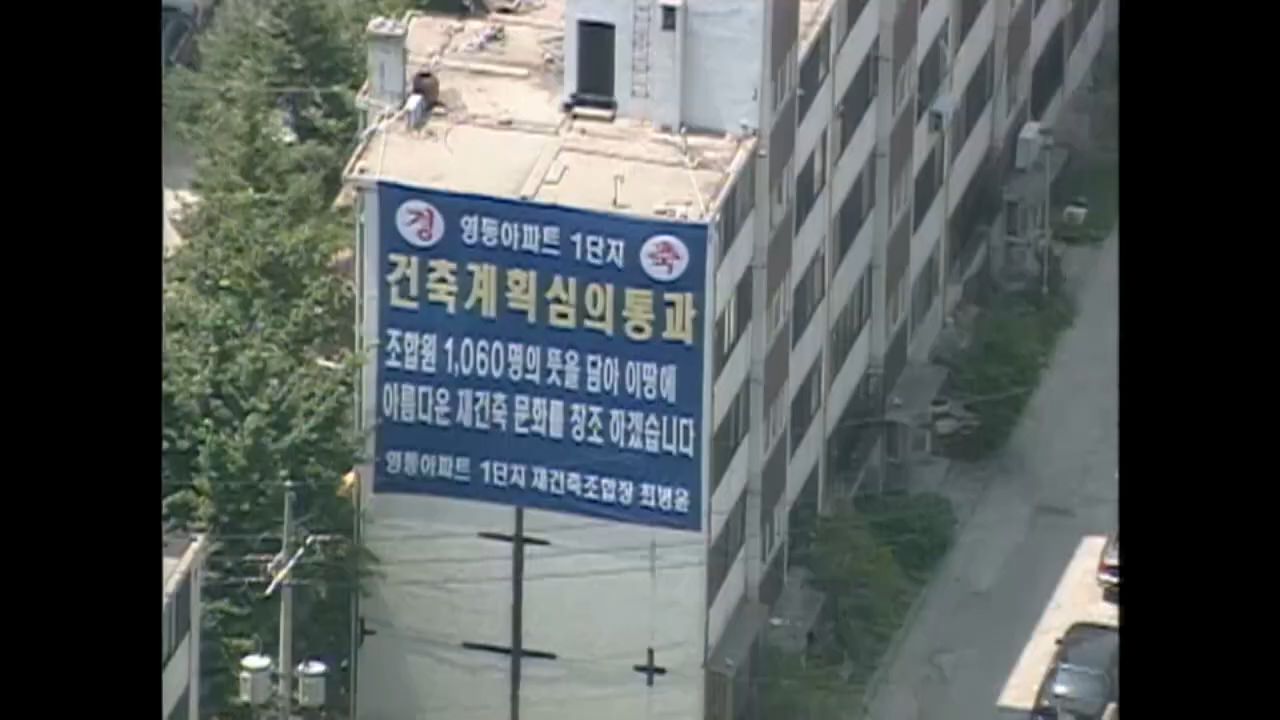 경 영동아파트 1단지 축
건축계획심의통과
조합원 1,060명의 뜻을 담아 이땅에
아름다운 재건축 문화를 창조 하겠습니다
영동아파트 1단지 재건축조합장 최병윤